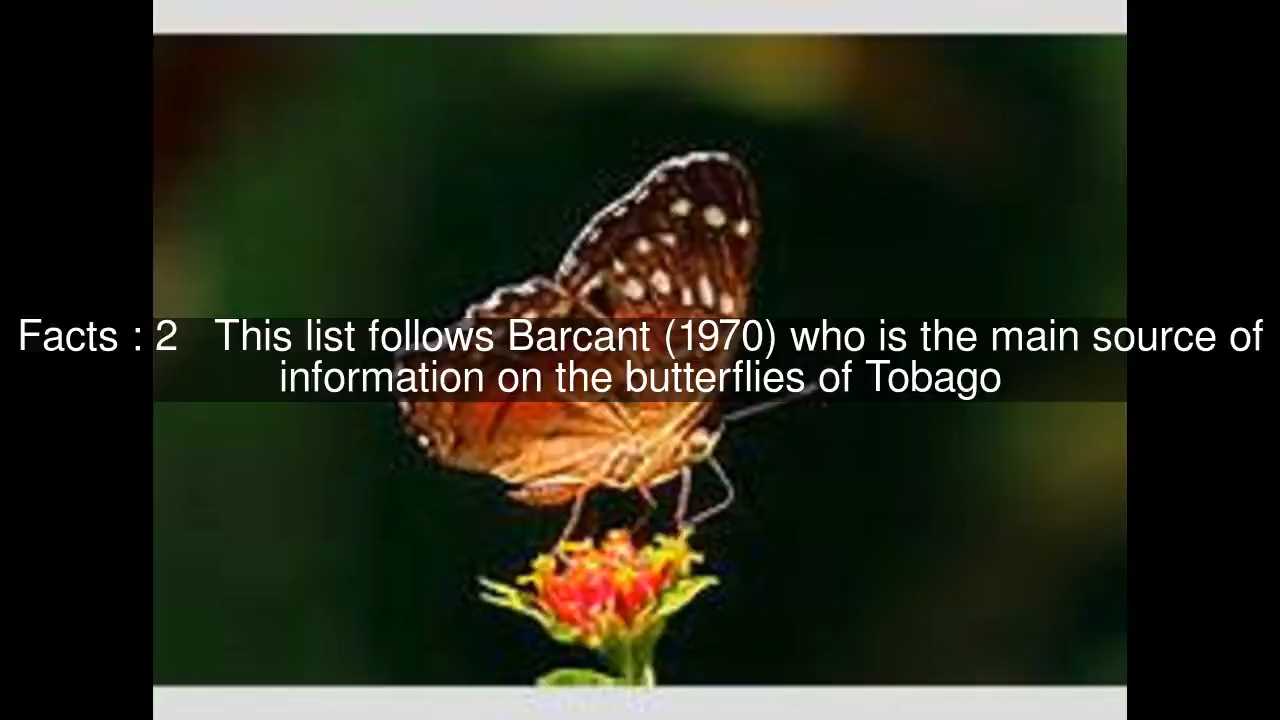 Facts : 2   This list follows Barcant (1970) who is the main source of
information on the butterflies of Tobago